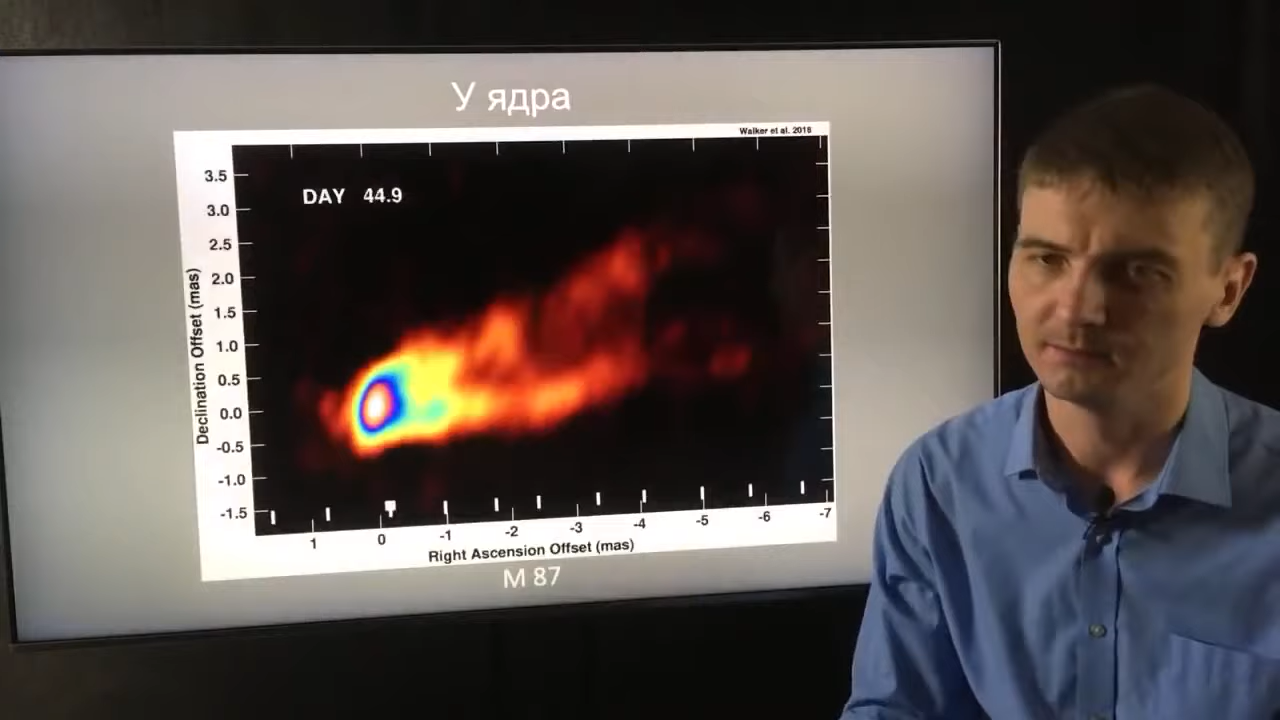 У ядра
Walker et al. 2016
DAY 44.9
3.5
3.0
2.5
2.0
1.5
1.0
0.5
0.0
-0.5
-1.0
-1.5
Declination Offset (mas)
1 0 -1 -2 -3 -4 -5 -6 -7
Right Ascension Offset (mas)
М 87